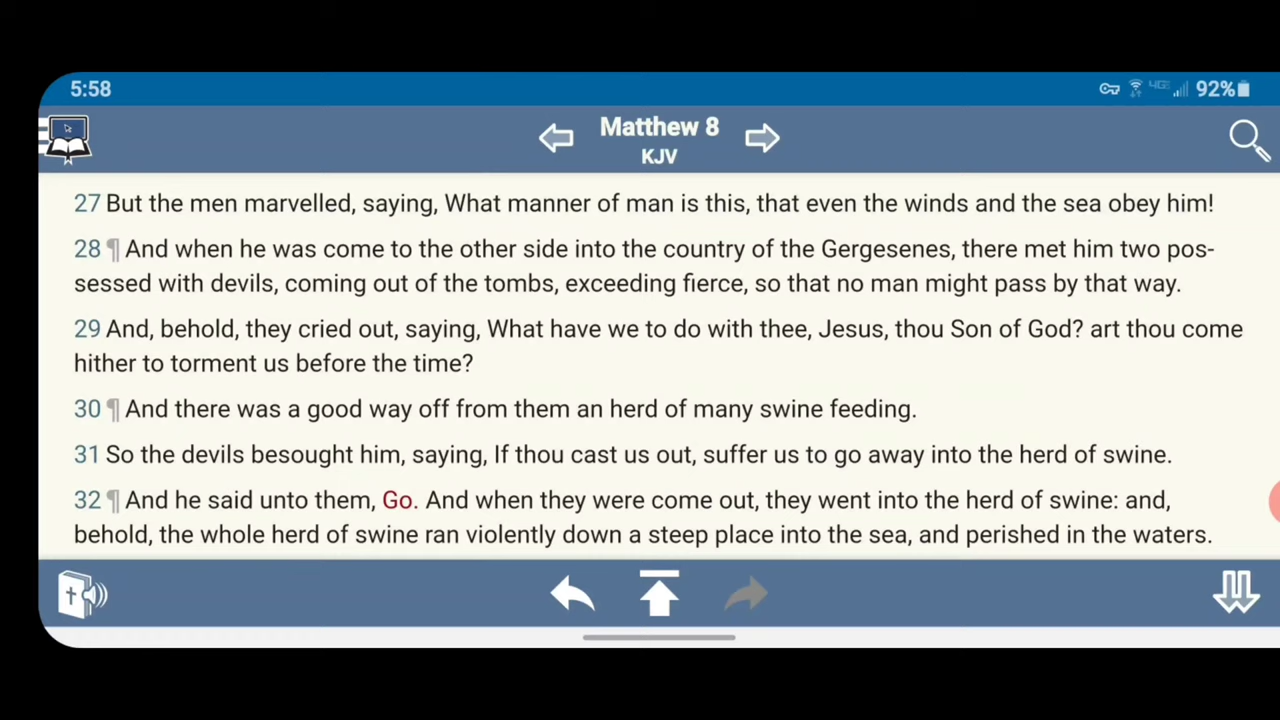 5:58
4GE 92%
Matthew 8
KJV
27 But the men marvelled, saying, What manner of man is this, that even the winds and the sea obey him!
28 ¶ And when he was come to the other side into the country of the Gergesenes, there met him two pos-
sessed with devils, coming out of the tombs, exceeding fierce, so that no man might pass by that way.
29 And, behold, they cried out, saying, What have we to do with thee, Jesus, thou Son of God? art thou come
hither to torment us before the time?
30 ¶ And there was a good way off from them an herd of many swine feeding.
31 So the devils besought him, saying, If thou cast us out, suffer us to go away into the herd of swine.
32 ¶ And he said unto them, Go. And when they were come out, they went into the herd of swine: and,
behold, the whole herd of swine ran violently down a steep place into the sea, and perished in the waters.